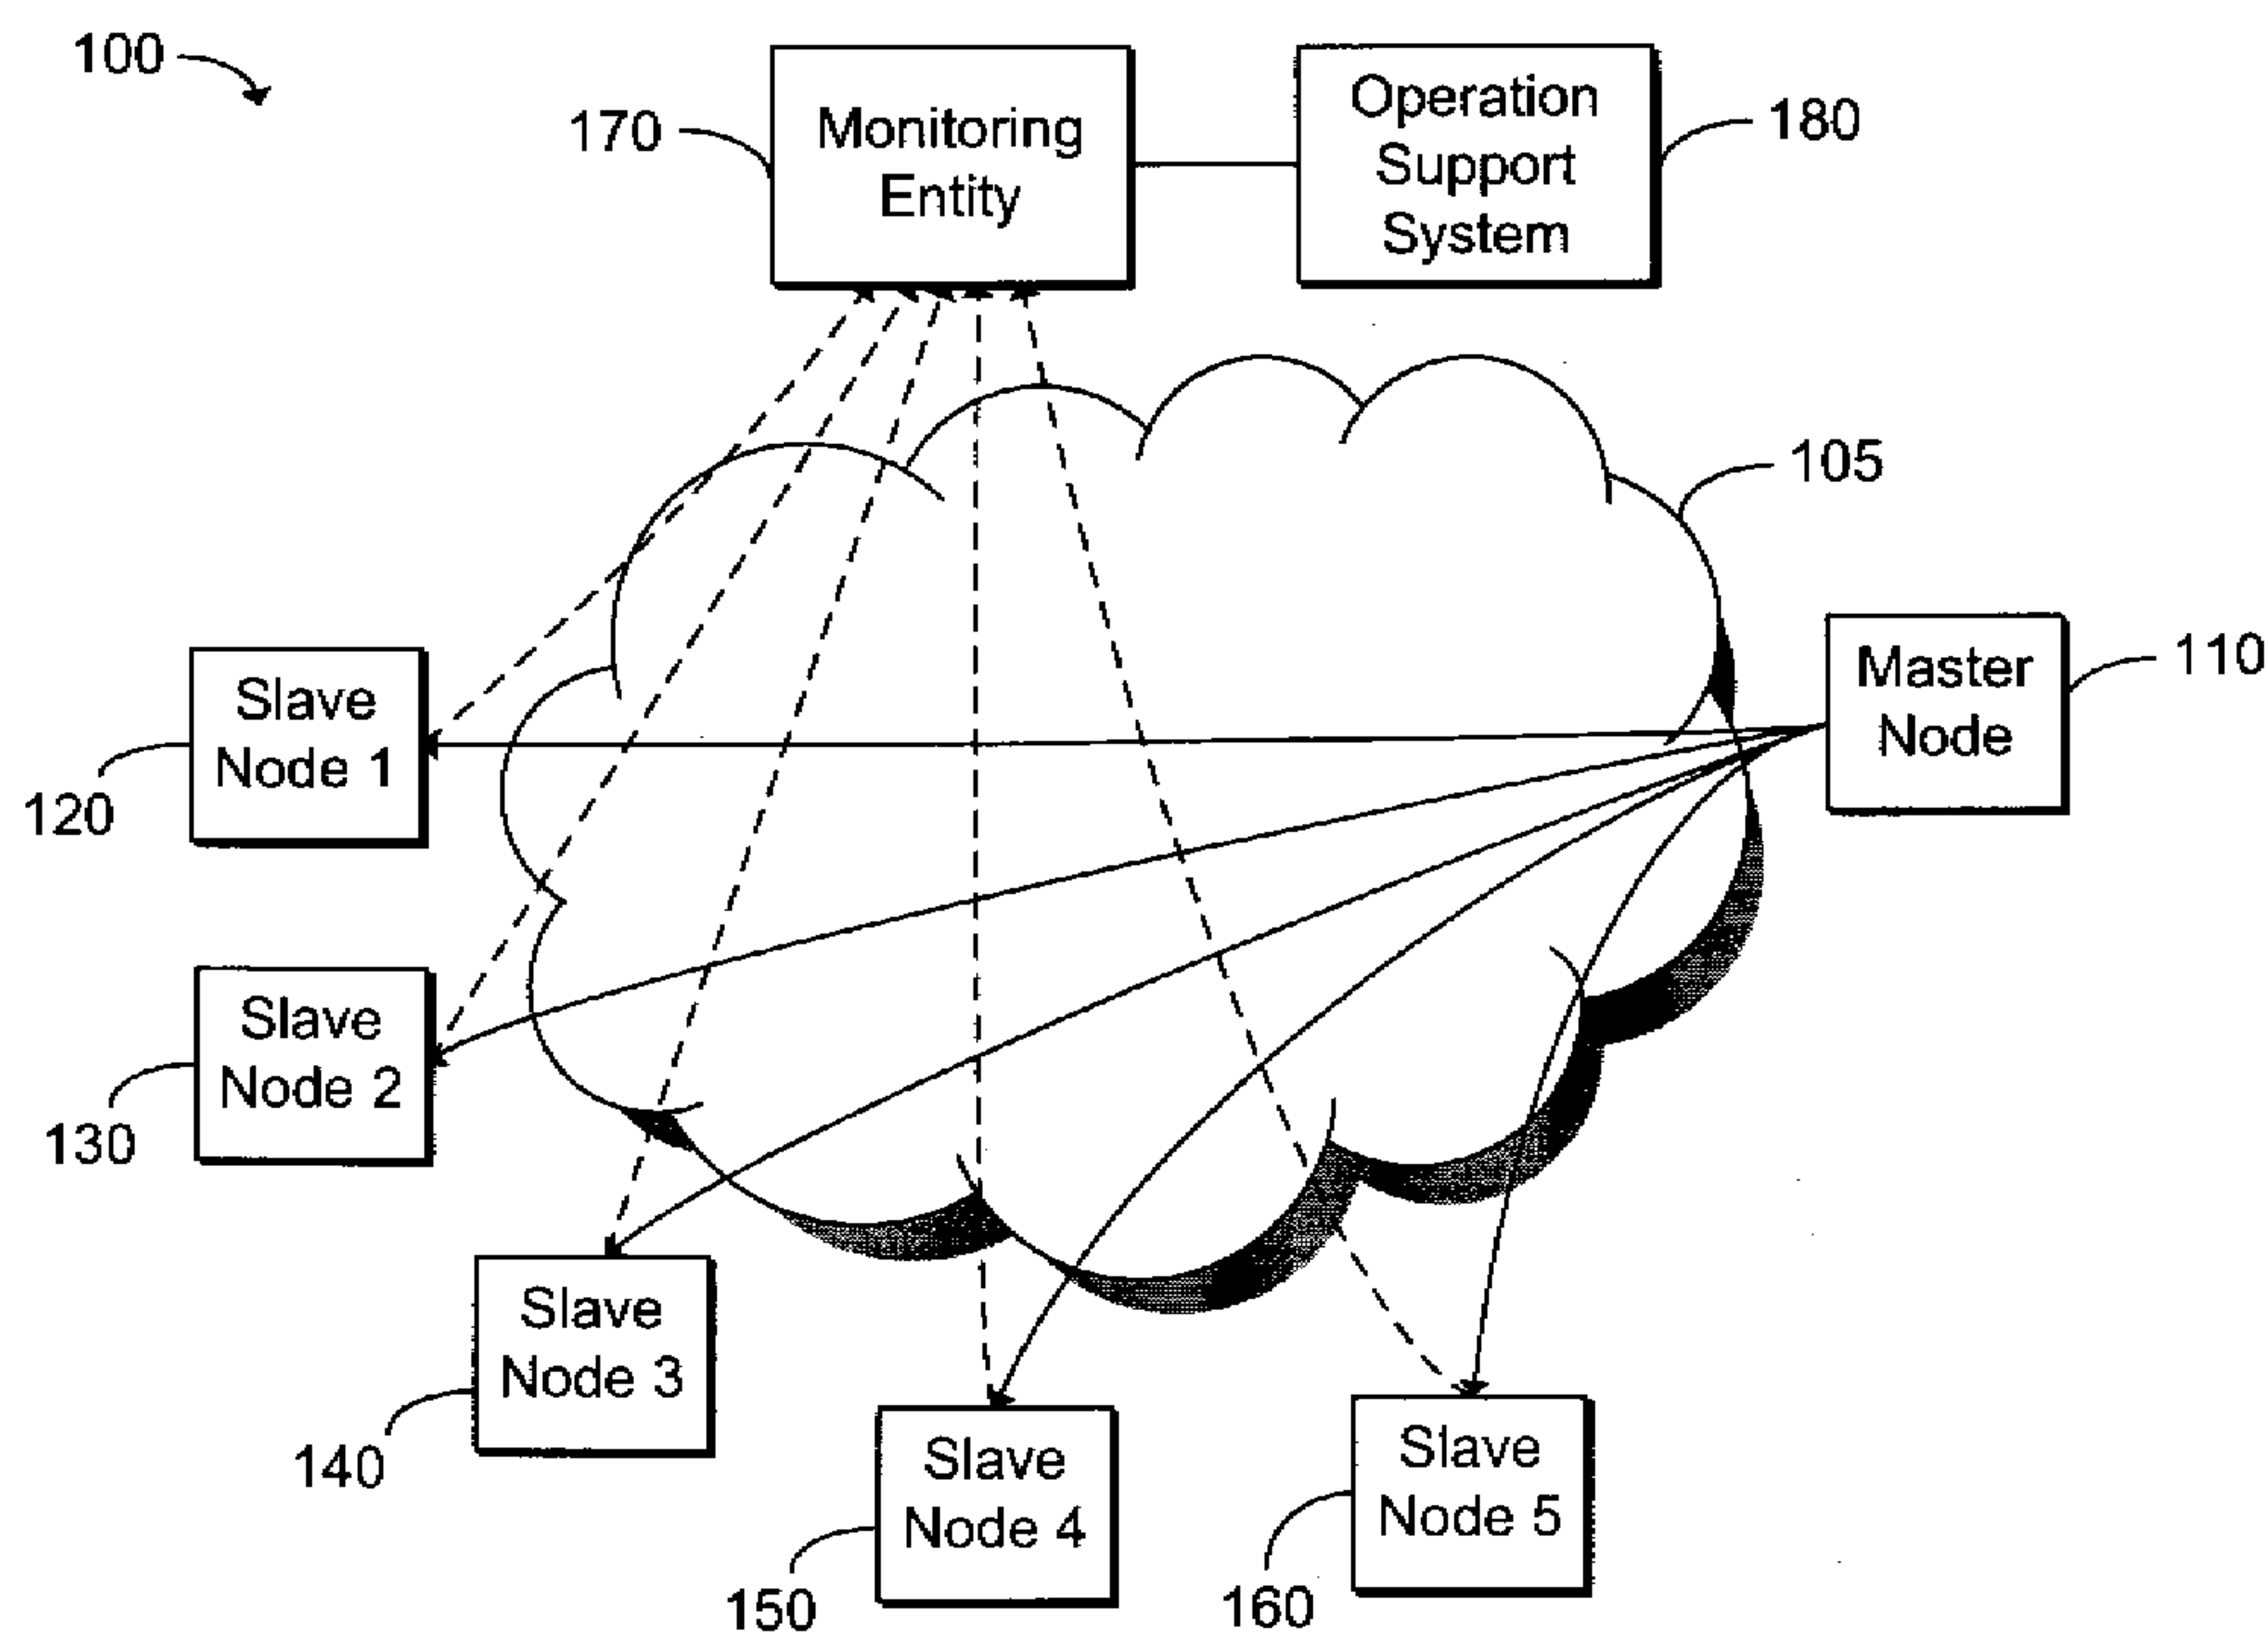 100
170
Monitoring
Entity
Operation
Support
System
180
105
Master
Node
110
Slave
Node 1
120
Slave
Node 2
130
Slave
Node 3
140
Slave
Node 4
150
Slave
Node 5
160